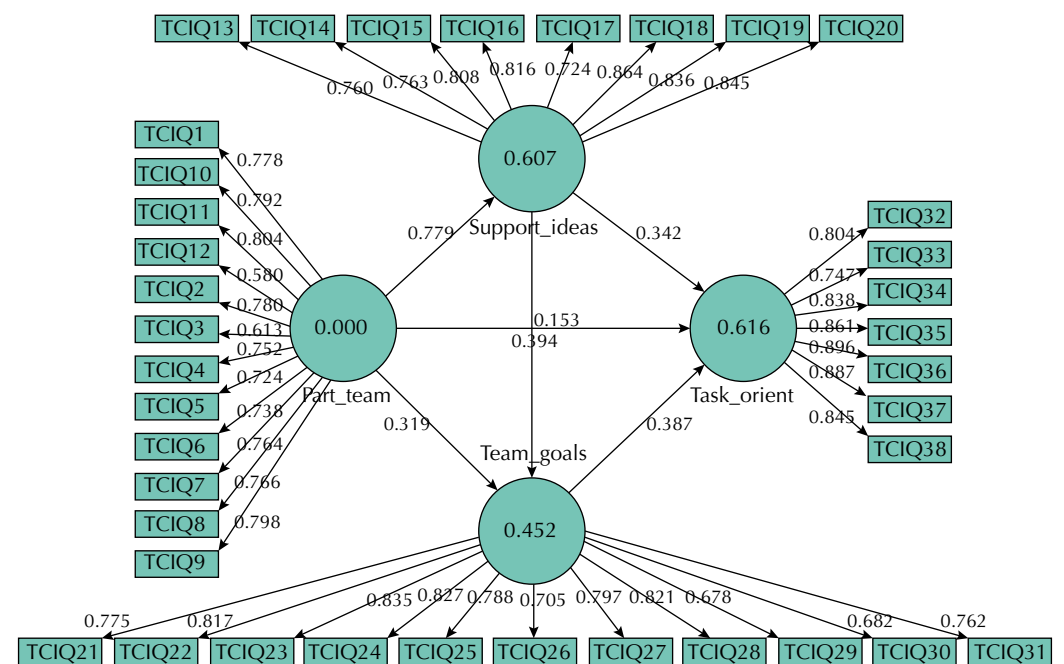 TCIQ13 TCIQ14 TCIQ15 TCIQ16 TCIQ17 TCIQ18 TCIQ19 TCIQ20
0.760 0.763 0.808 0.816 0.724 0.864 0.836 0.845
0.607
Support_ideas
TCIQ1
TCIQ10
TCIQ11
TCIQ12
TCIQ2
TCIQ3
TCIQ4
TCIQ5
TCIQ6
TCIQ7
TCIQ8
TCIQ9
0.778
0.792
0.804
0.580
0.780
0.613
0.752
0.724
0.738
0.764
0.766
0.798
0.000
Part_team
0.779
0.342
0.153
0.394
0.319
0.387
0.616
Task_orient
0.804
0.747
0.838
0.861
0.896
0.887
0.845
TCIQ32
TCIQ33
TCIQ34
TCIQ35
TCIQ36
TCIQ37
TCIQ38
Team_goals
0.452
0.775 0.817 0.835 0.827 0.788 0.705 0.797 0.821 0.678 0.682 0.762
TCIQ21 TCIQ22 TCIQ23 TCIQ24 TCIQ25 TCIQ26 TCIQ27 TCIQ28 TCIQ29 TCIQ30 TCIQ31